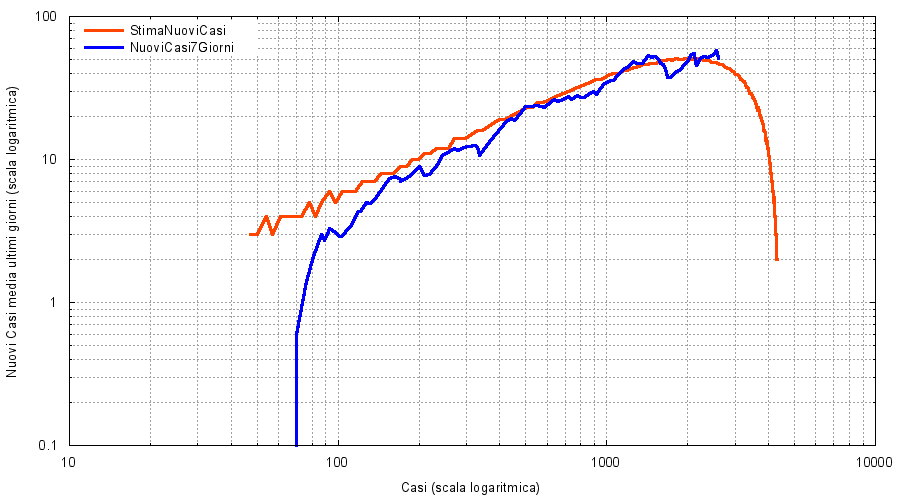 100
StimaNuoviCasi
NuoviCasi7Giorni
10
1
0.1
Nuovi Casi media ultimi giorni (scala logaritmica)
10
100
1000
10000
Casi (scala logaritmica)